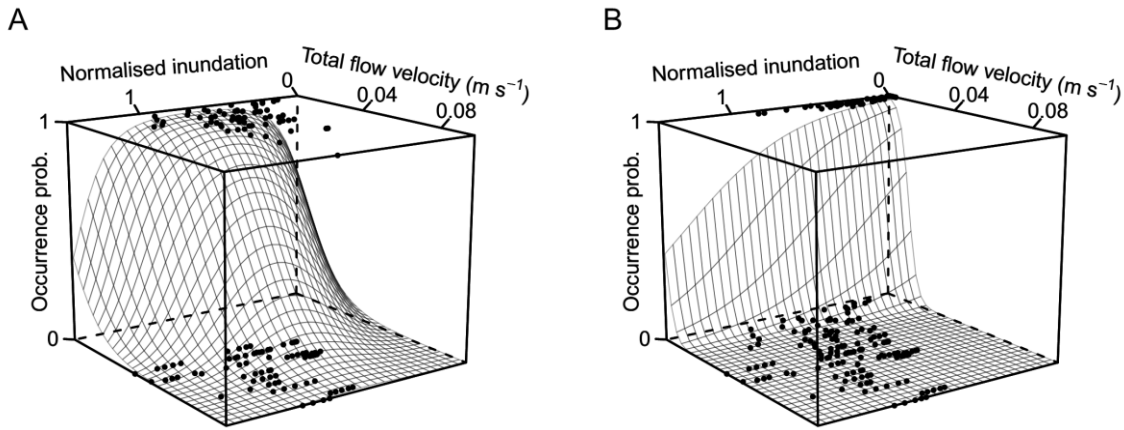 A
Normalised inundation
Total flow velocity (m s⁻¹)
1
0
0.04
0.08
1
0
Occurrence prob.
B
Normalised inundation
Total flow velocity (m s⁻¹)
1
0
0.04
0.08
1
0
Occurrence prob.